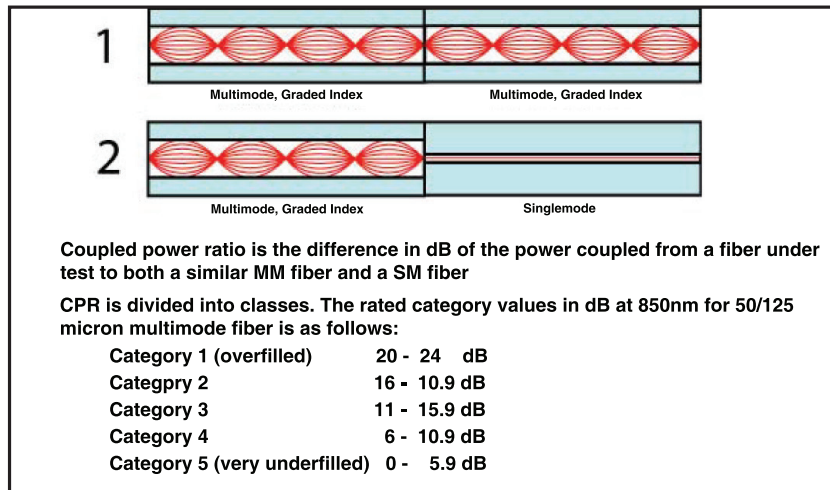 1
Multimode, Graded Index Multimode, Graded Index
2
Multimode, Graded Index Singlemode
Coupled power ratio is the difference in dB of the power coupled from a fiber under
test to both a similar MM fiber and a SM fiber
CPR is divided into classes. The rated category values in dB at 850nm for 50/125
micron multimode fiber is as follows:
Category 1 (overfilled) 20 - 24 dB
Categpry 2 16 - 10.9 dB
Category 3 11 - 15.9 dB
Category 4 6 - 10.9 dB
Category 5 (very underfilled) 0 - 5.9 dB